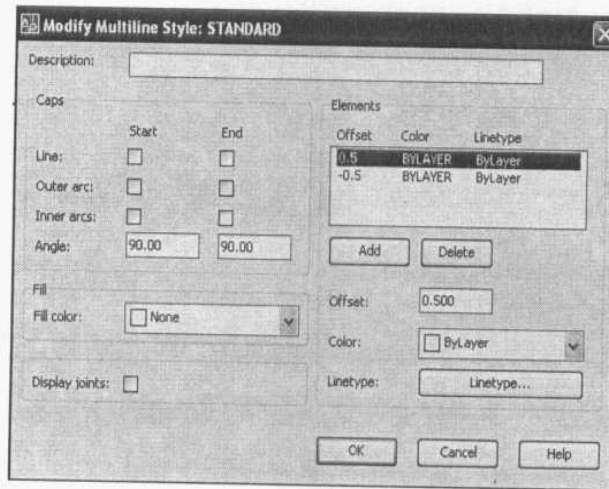 Modify Multiline Style: STANDARD
Description:
Caps
Start End
Line:
Outer arc:
Inner arcs:
Angle: 90.00 90.00
Fill
Fill color: None
Display joints:
Elements
Offset Color Linetype
0.5 BYLAYER ByLayer
-0.5 BYLAYER ByLayer
Add Delete
Offset: 0.500
Color: ByLayer
Linetype: Linetype...
OK Cancel Help